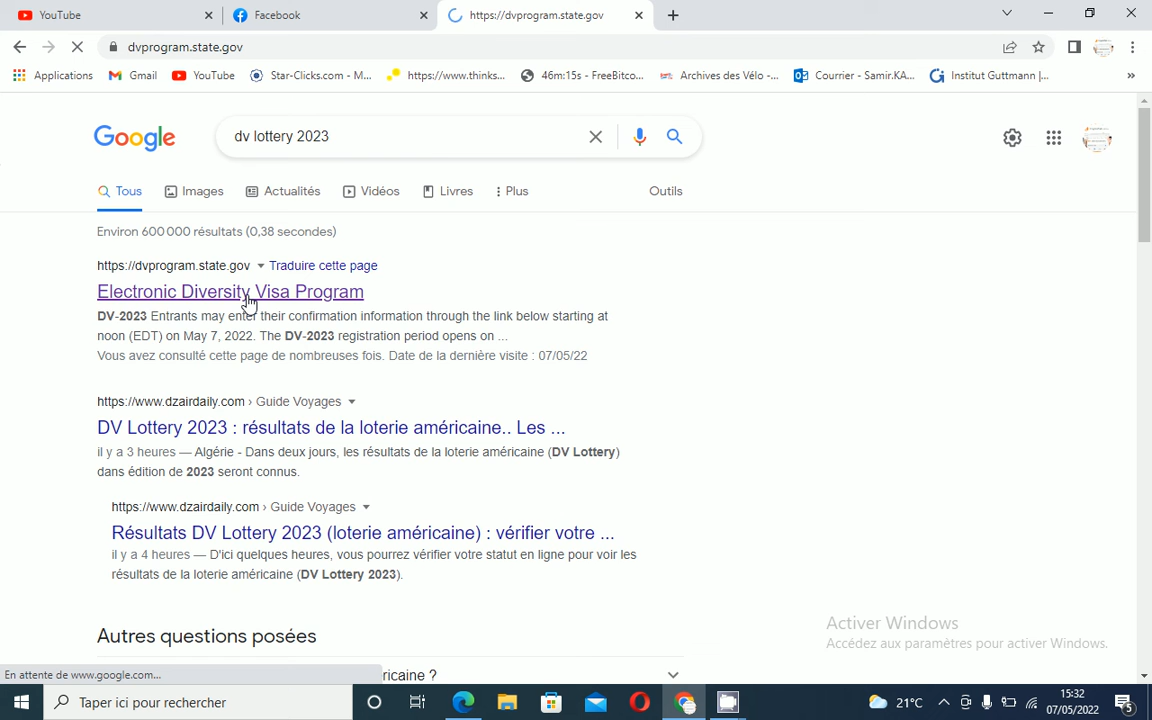 YouTube
Facebook
https://dvprogram.state.gov
dvprogram.state.gov
Applications
Gmail
YouTube
Star-Clicks.com - M...
https://www.thinks...
46m:15s - FreeBitco...
Archives des Vélo -...
Courrier - Samir.KA...
Institut Guttmann |...
»
Google
dv lottery 2023
Tous
Images
Actualités
Vidéos
Livres
Plus
Outils
Environ 600 000 résultats (0,38 secondes)
https://dvprogram.state.gov
Traduire cette page
Electronic Diversity Visa Program
DV-2023 Entrants may enter their confirmation information through the link below starting at
noon (EDT) on May 7, 2022. The DV-2023 registration period opens on ...
Vous avez consulté cette page de nombreuses fois. Date de la dernière visite : 07/05/22
https://www.dzairdaily.com › Guide Voyages
DV Lottery 2023 : résultats de la loterie américaine.. Les ...
il y a 3 heures — Algérie - Dans deux jours, les résultats de la loterie américaine (DV Lottery)
dans édition de 2023 seront connus.
https://www.dzairdaily.com › Guide Voyages
Résultats DV Lottery 2023 (loterie américaine) : vérifier votre ...
il y a 4 heures — D'ici quelques heures, vous pourrez vérifier votre statut en ligne pour voir les
résultats de la loterie américaine (DV Lottery 2023).
Autres questions posées
ricaine ?
Activer Windows
Accédez aux paramètres pour activer Windows.
En attente de www.google.com...
Taper ici pour rechercher
21°C
15:32
07/05/2022
5